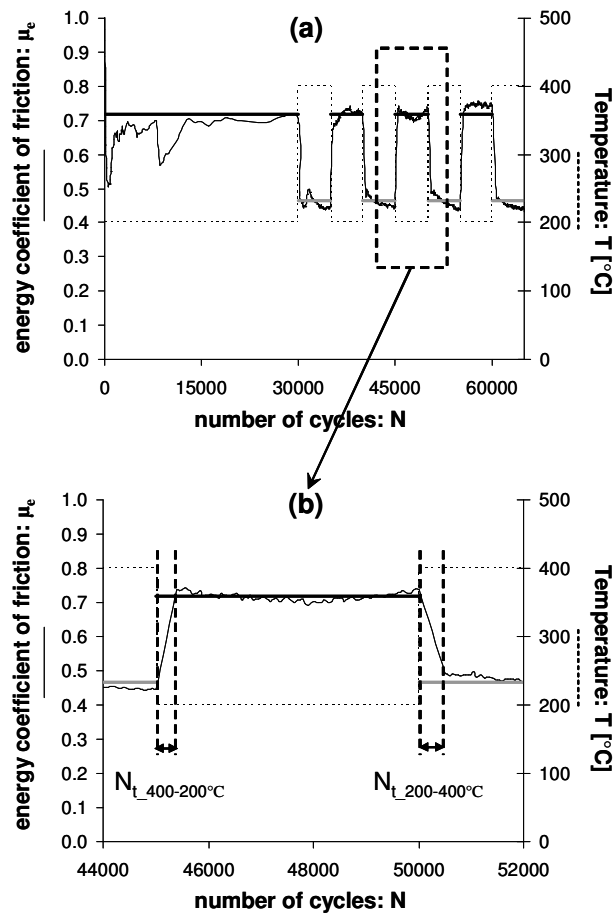 (a)
energy coefficient of friction: μe
1.0
0.9
0.8
0.7
0.6
0.5
0.4
0.3
0.2
0.1
0.0
500
400
300
200
100
0
Temperature: T [°C]
0 15000 30000 45000 60000
number of cycles: N
(b)
energy coefficient of friction: μe
1.0
0.9
0.8
0.7
0.6
0.5
0.4
0.3
0.2
0.1
0.0
500
400
300
200
100
0
Temperature: T [°C]
Nt_400-200°C
Nt_200-400°C
44000 46000 48000 50000 52000
number of cycles: N